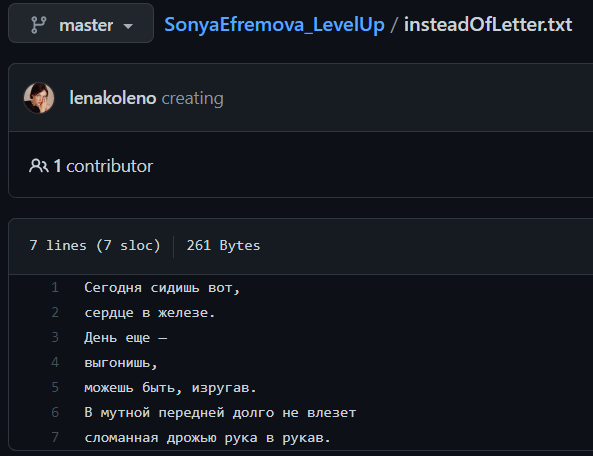 master SonyaEfremova_LevelUp / insteadOfLetter.txt
lenakoleno creating
1 contributor
7 lines (7 sloc) 261 Bytes
1 Сегодня сидишь вот,
2 сердце в железе.
3 День еще —
4 выгонишь,
5 можешь быть, изругав.
6 В мутной передней долго не влезет
7 сломанная дрожью рука в рукав.